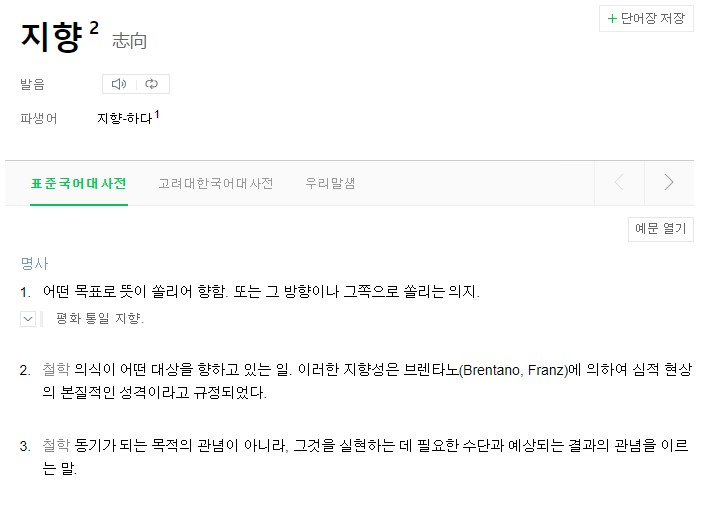 지향 2 志向
+ 단어장 저장
발음
파생어 지향-하다1
표준국어대사전 고려대한국어대사전 우리말샘
예문 열기
명사
1. 어떤 목표로 뜻이 쏠리어 향함. 또는 그 방향이나 그쪽으로 쏠리는 의지.
평화 통일 지향.
2. 철학 의식이 어떤 대상을 향하고 있는 일. 이러한 지향성은 브렌타노(Brentano, Franz)에 의하여 심적 현상
의 본질적인 성격이라고 규정되었다.
3. 철학 동기가 되는 목적의 관념이 아니라, 그것을 실현하는 데 필요한 수단과 예상되는 결과의 관념을 이르
는 말.